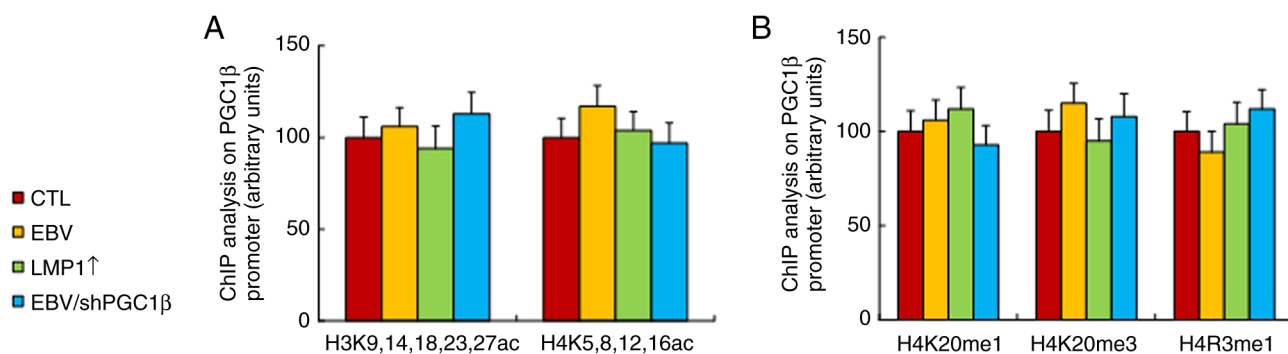 A
ChIP analysis on PGC1β
promoter (arbitrary units)
150
100
50
0
H3K9,14,18,23,27ac
H4K5,8,12,16ac
B
ChIP analysis on PGC1β
promoter (arbitrary units)
150
100
50
0
H4K20me1
H4K20me3
H4R3me1
CTL
EBV
LMP1↑
EBV/shPGC1β